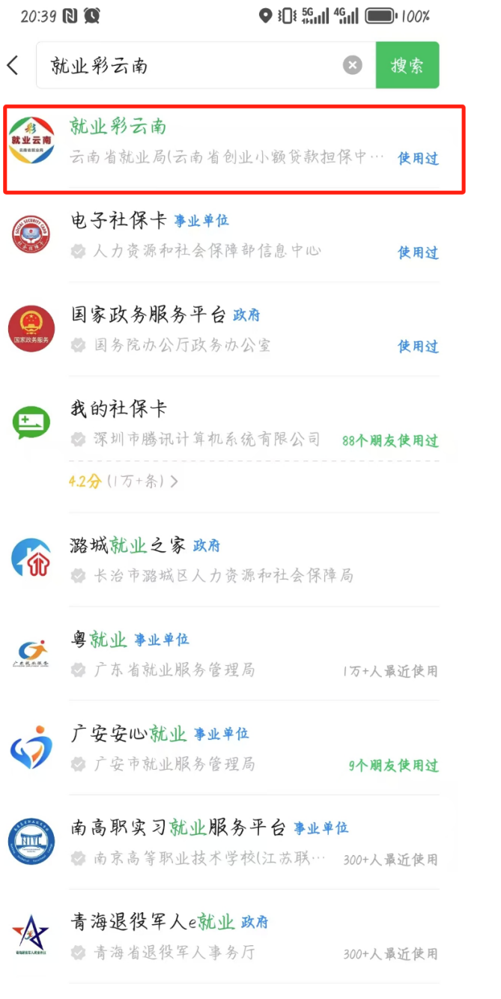 20:39
5G 4G 100%
就业彩云南
搜索
彩
就业云南
就业彩云南
云南省就业局(云南省创业小额贷款担保中… 使用过
电子社保卡 事业单位
人力资源和社会保障部信息中心 使用过
国家政务服务
国家政务服务平台 政府
国务院办公厅政务办公室 使用过
我的社保卡
深圳市腾讯计算机系统有限公司 88个朋友使用过
4.2分 (1万+条)
潞城就业之家 政府
长治市潞城区人力资源和社会保障局
粤就业 事业单位
广东省就业服务管理局 1万+人最近使用
广安安心就业 事业单位
广安市就业服务管理局 9个朋友使用过
南高职实习就业服务平台 事业单位
南京高等职业技术学校(江苏联… 300+人最近使用
青海退役军人e就业 政府
青海省退役军人事务厅 300+人最近使用